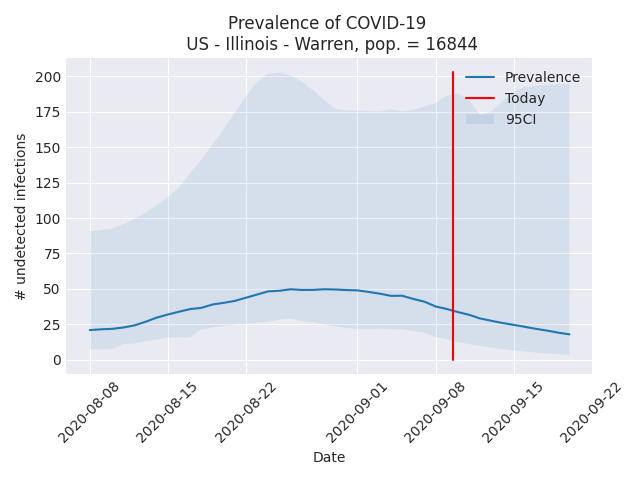 Prevalence of COVID-19
US - Illinois - Warren, pop. = 16844
# undetected infections
200
175
150
125
100
75
50
25
0
Prevalence
Today
95CI
2020-08-08
2020-08-15
2020-08-22
2020-09-01
2020-09-08
2020-09-15
2020-09-22
Date